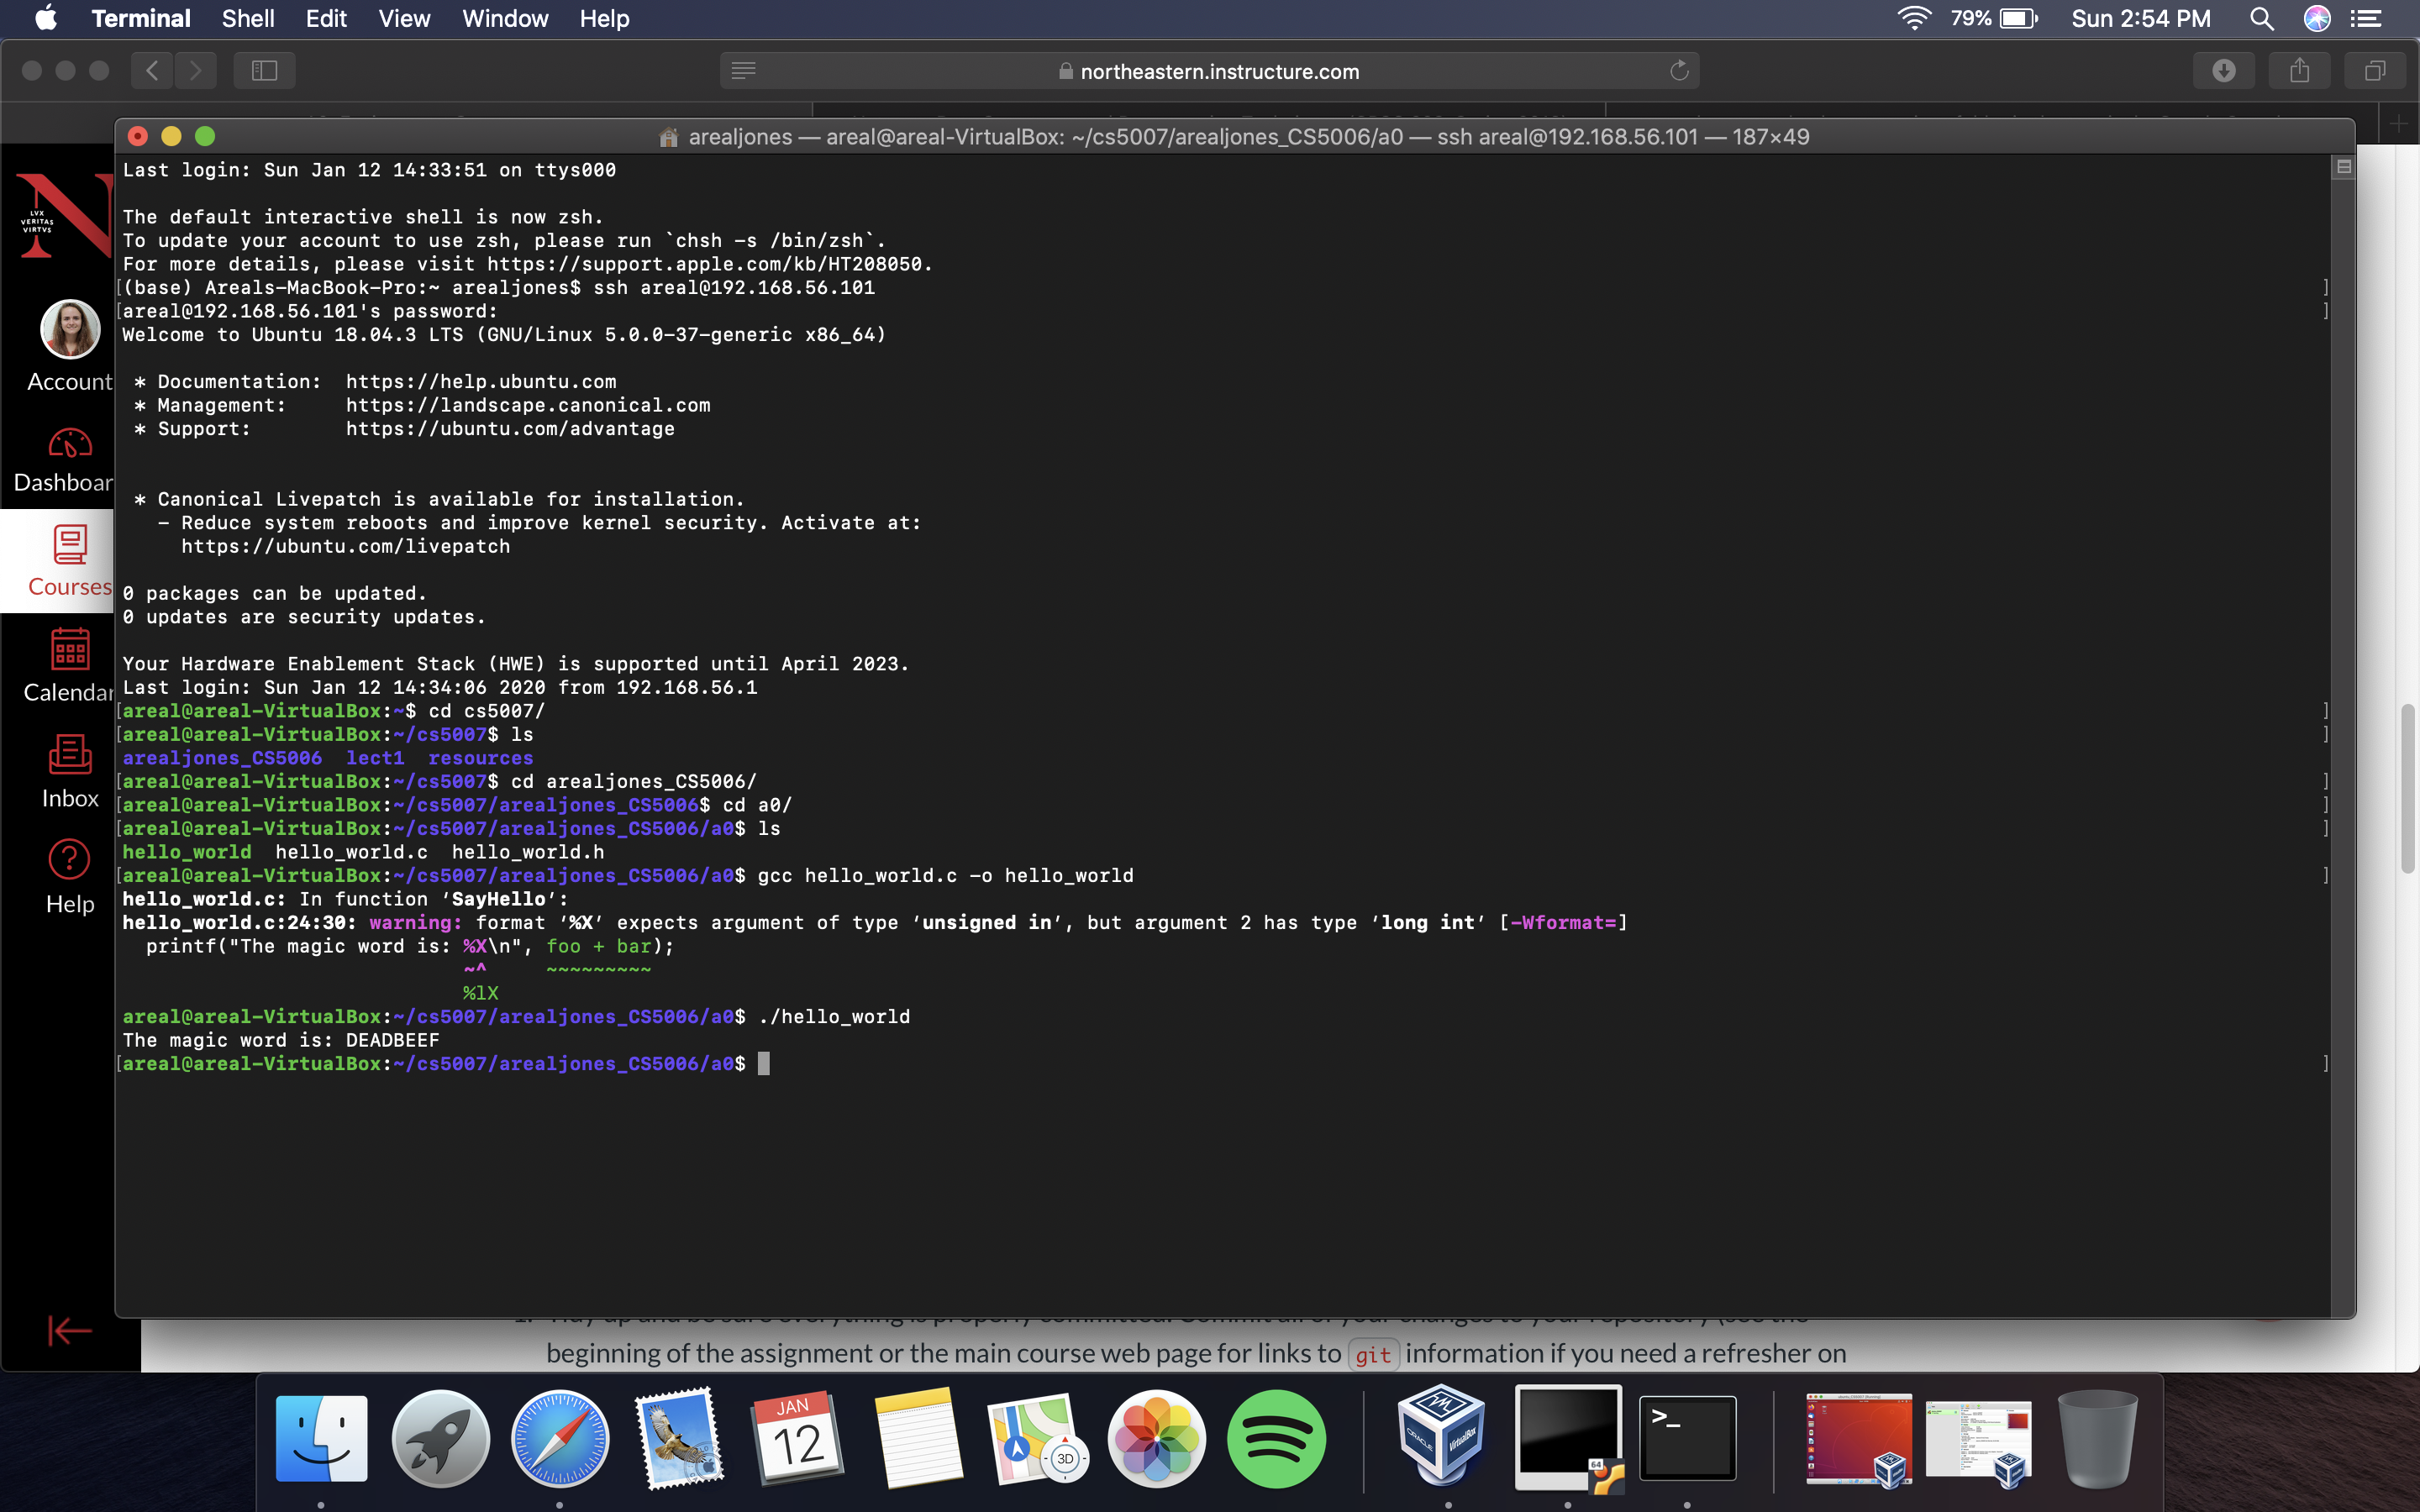 Terminal Shell Edit View Window Help 79% Sun 2:54 PM
northeastern.instructure.com
arealjones — areal@areal-VirtualBox: ~/cs5007/arealjones_CS5006/a0 — ssh areal@192.168.56.101 — 187×49
LVX
VERITAS
VIRTVS
Account
Dashboar
Courses
Calendar
Inbox
Help
Last login: Sun Jan 12 14:33:51 on ttys000
The default interactive shell is now zsh.
To update your account to use zsh, please run `chsh -s /bin/zsh`.
For more details, please visit https://support.apple.com/kb/HT208050.
[(base) Areals-MacBook-Pro:~ arealjones$ ssh areal@192.168.56.101 ]
[areal@192.168.56.101's password: ]
Welcome to Ubuntu 18.04.3 LTS (GNU/Linux 5.0.0-37-generic x86_64)
* Documentation: https://help.ubuntu.com
* Management: https://landscape.canonical.com
* Support: https://ubuntu.com/advantage
* Canonical Livepatch is available for installation.
- Reduce system reboots and improve kernel security. Activate at:
https://ubuntu.com/livepatch
0 packages can be updated.
0 updates are security updates.
Your Hardware Enablement Stack (HWE) is supported until April 2023.
Last login: Sun Jan 12 14:34:06 2020 from 192.168.56.1
[areal@areal-VirtualBox:~$ cd cs5007/ ]
[areal@areal-VirtualBox:~/cs5007$ ls ]
arealjones_CS5006 lect1 resources
[areal@areal-VirtualBox:~/cs5007$ cd arealjones_CS5006/ ]
[areal@areal-VirtualBox:~/cs5007/arealjones_CS5006$ cd a0/ ]
[areal@areal-VirtualBox:~/cs5007/arealjones_CS5006/a0$ ls ]
hello_world hello_world.c hello_world.h
[areal@areal-VirtualBox:~/cs5007/arealjones_CS5006/a0$ gcc hello_world.c -o hello_world ]
hello_world.c: In function ‘SayHello’:
hello_world.c:24:30: warning: format ‘%X’ expects argument of type ‘unsigned in’, but argument 2 has type ‘long int’ [-Wformat=]
printf("The magic word is: %X\n", foo + bar);
~^ ~~~~~~~~~
%lX
areal@areal-VirtualBox:~/cs5007/arealjones_CS5006/a0$ ./hello_world
The magic word is: DEADBEEF
[areal@areal-VirtualBox:~/cs5007/arealjones_CS5006/a0$ ]
beginning of the assignment or the main course web page for links to git information if you need a refresher on
JAN
12
3D
ORACLE
VirtualBox
64
>_